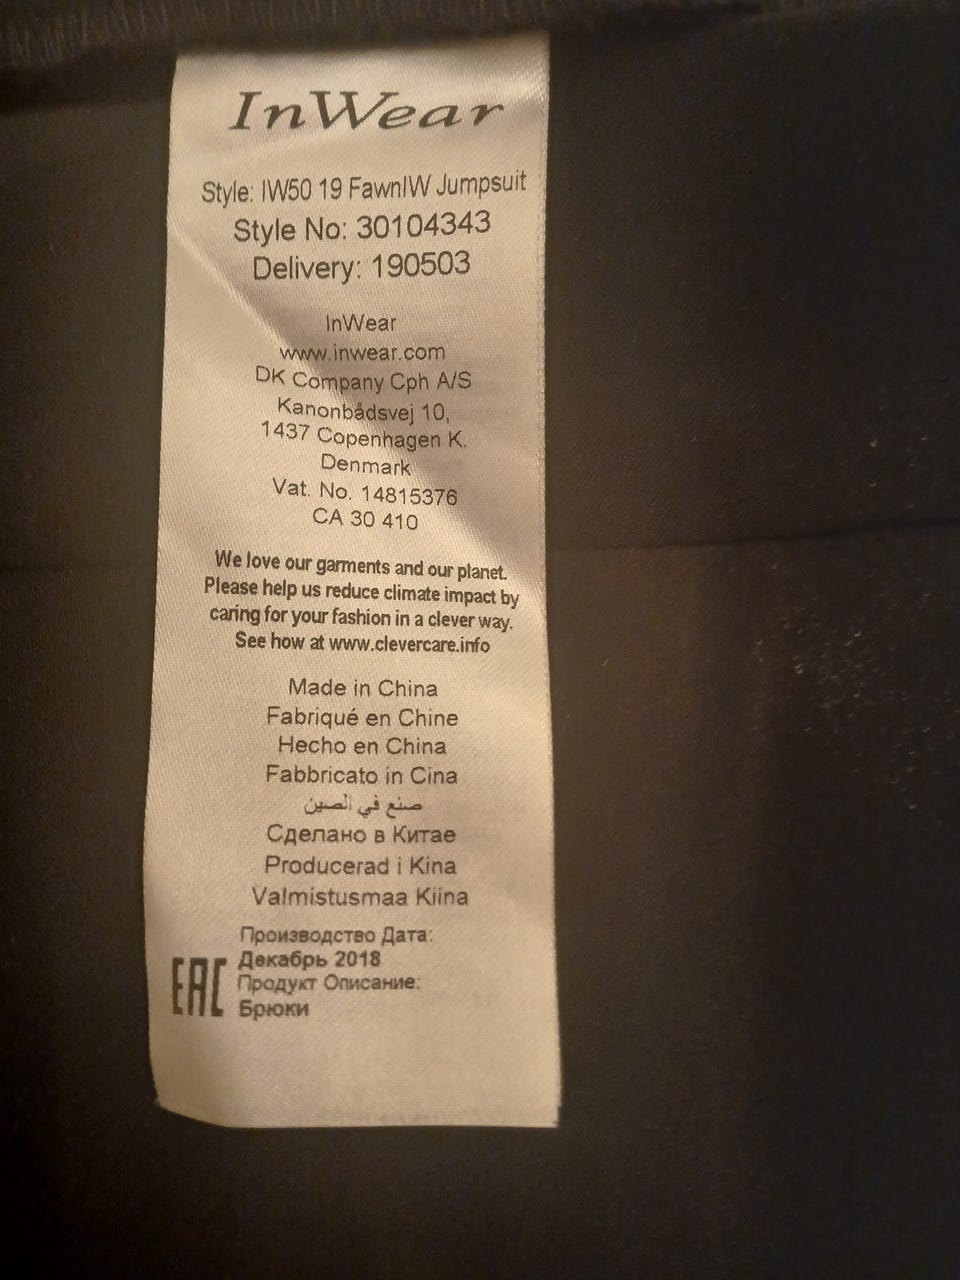 InWear
Style: IW50 19 FawnIW Jumpsuit
Style No: 30104343
Delivery: 190503
InWear
www.inwear.com
DK Company Cph A/S
Kanonbådsvej 10,
1437 Copenhagen K.
Denmark
Vat. No. 14815376
CA 30 410
We love our garments and our planet.
Please help us reduce climate impact by
caring for your fashion in a clever way.
See how at www.clevercare.info
Made in China
Fabriqué en Chine
Hecho en China
Fabbricato in Cina
صنع في الصين
Сделано в Китае
Producerad i Kina
Valmistusmaa Kiina
Производство Дата:
Декабрь 2018
Продукт Описание:
Брюки
EAC